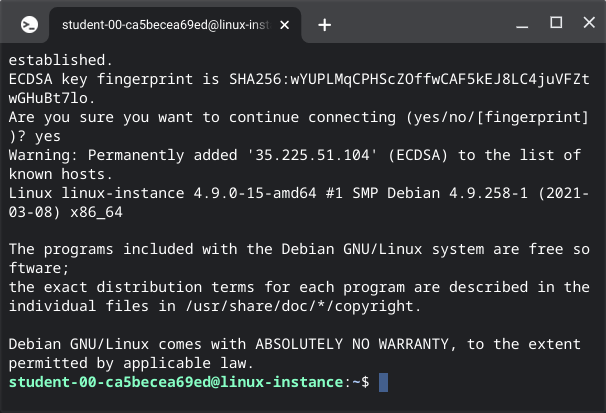 student-00-ca5becea69ed@linux-inst
established.
ECDSA key fingerprint is SHA256:wYUPLMqCPHScZOffwCAF5kEJ8LC4juVFZt
wGHuBt7lo.
Are you sure you want to continue connecting (yes/no/[fingerprint]
)? yes
Warning: Permanently added '35.225.51.104' (ECDSA) to the list of
known hosts.
Linux linux-instance 4.9.0-15-amd64 #1 SMP Debian 4.9.258-1 (2021-
03-08) x86_64
The programs included with the Debian GNU/Linux system are free so
ftware;
the exact distribution terms for each program are described in the
individual files in /usr/share/doc/*/copyright.
Debian GNU/Linux comes with ABSOLUTELY NO WARRANTY, to the extent
permitted by applicable law.
student-00-ca5becea69ed@linux-instance:~$